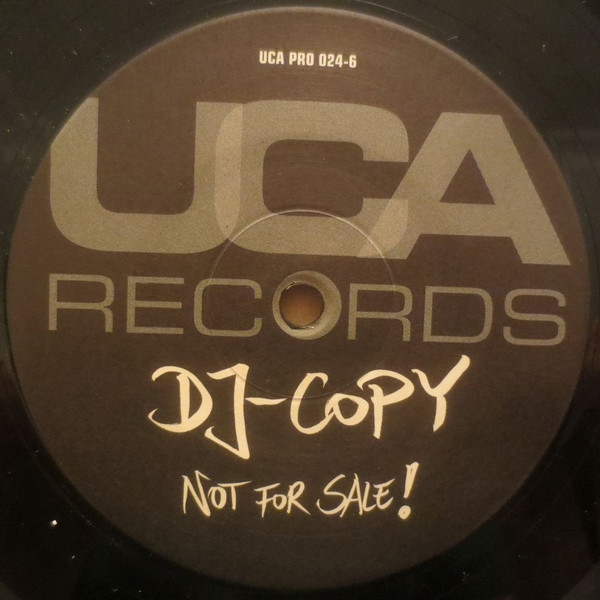 UCA PRO 024-6
UCA
RECORDS
DJ-COPY
NOT FOR SALE!